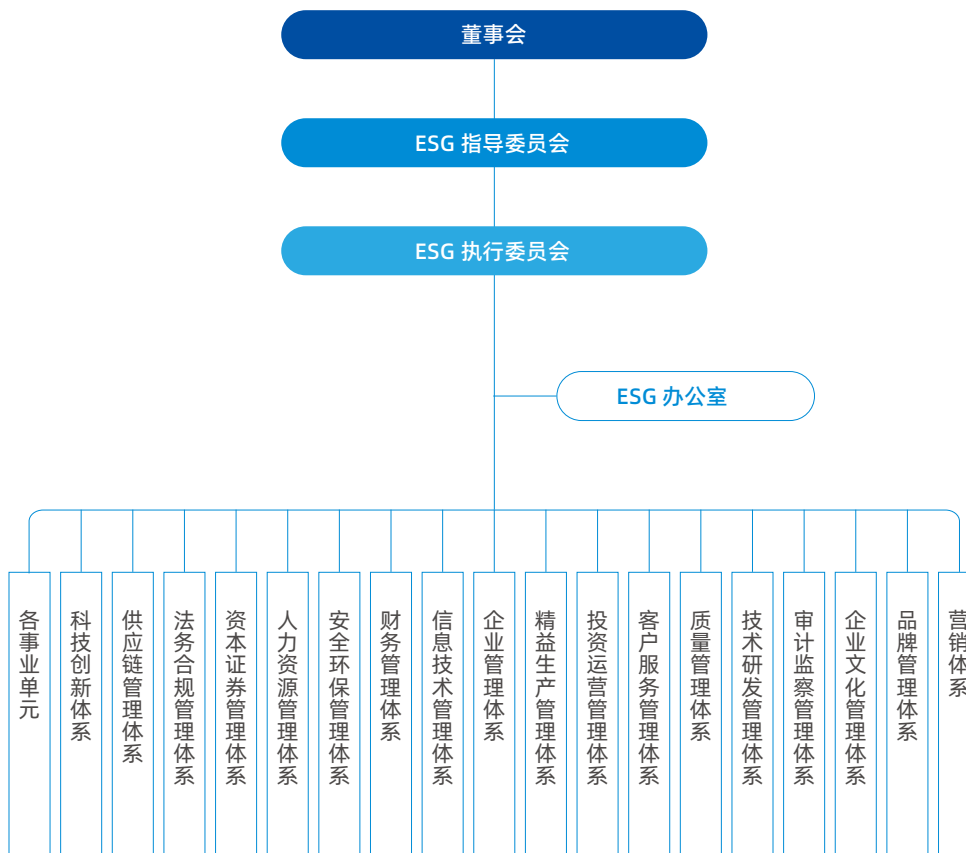 董事会
ESG 指导委员会
ESG 执行委员会
ESG 办公室
各事业单元
科技创新体系
供应链管理体系
法务合规管理体系
资本证券管理体系
人力资源管理体系
安全环保管理体系
财务管理体系
信息技术管理体系
企业管理体系
精益生产管理体系
投资运营管理体系
客户服务管理体系
质量管理体系
技术研发管理体系
审计监察管理体系
企业文化管理体系
品牌管理体系
营销体系